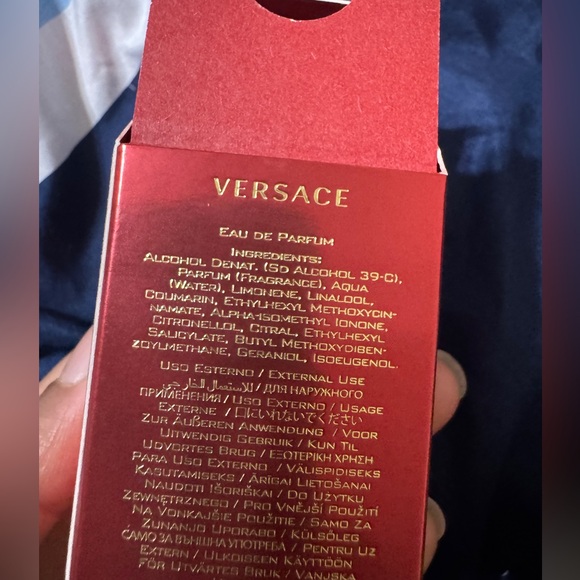 VERSACE
EAU DE PARFUM
INGREDIENTS:
ALCOHOL DENAT. (SD ALCOHOL 39-C),
PARFUM (FRAGRANCE), AQUA
(WATER), LIMONENE, LINALOOL,
COUMARIN, ETHYLHEXYL METHOXYCIN-
NAMATE, ALPHA-ISOMETHYL IONONE,
CITRONELLOL, CITRAL, ETHYLHEXYL
SALICYLATE, BUTYL METHOXYDIBEN-
ZOYLMETHANE, GERANIOL, ISOEUGENOL.
USO ESTERNO / EXTERNAL USE
الاستعمال الخارجي / ДЛЯ НАРУЖНОГО
ПРИМЕНЕНИЯ / USO EXTERNO / USAGE
EXTERNE / 口にいれないでください
ZUR ÄUßEREN ANWENDUNG / VOOR
UITWENDIG GEBRUIK / KUN TIL
UDVORTES BRUG / ΕΞΩΤΕΡΙΚΗ ΧΡΗΣΗ
PARA USO EXTERNO / VÄLISPIDISEKS
KASUTAMISEKS / ĀRĪGAI LIETOŠANAI
NAUDOTI IŠORIŠKAI / DO UŻYTKU
ZEWNĘTRZNEGO / PRO VNĚJŠÍ POUŽITÍ
NA VONKAJŠIE POUŽITIE / SAMO ZA
ZUNANJO UPORABO / KÜLSŐLEG
САМО ЗА ВЪНШНА УПОТРЕБА / PENTRU UZ
EXTERN / ULKOISEEN KÄYTTÖÖN
FÖR UTVÄRTES BRUK / VANJSKA